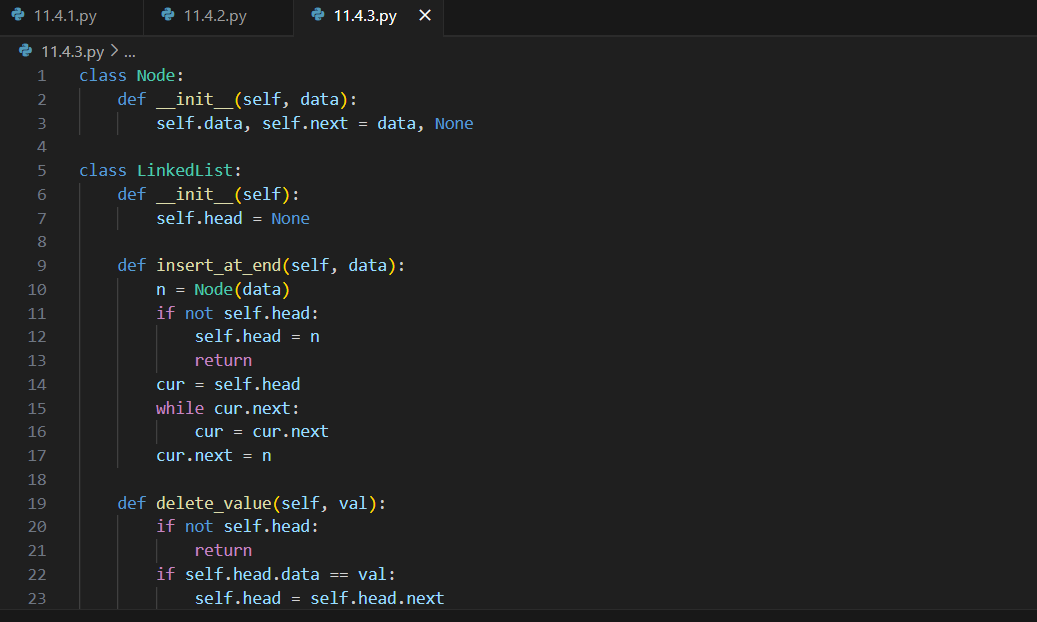 11.4.1.py
11.4.2.py
11.4.3.py
11.4.3.py > ...
1 class Node:
2     def __init__(self, data):
3         self.data, self.next = data, None
4
5 class LinkedList:
6     def __init__(self):
7         self.head = None
8
9     def insert_at_end(self, data):
10         n = Node(data)
11         if not self.head:
12             self.head = n
13             return
14         cur = self.head
15         while cur.next:
16             cur = cur.next
17         cur.next = n
18
19     def delete_value(self, val):
20         if not self.head:
21             return
22         if self.head.data == val:
23             self.head = self.head.next